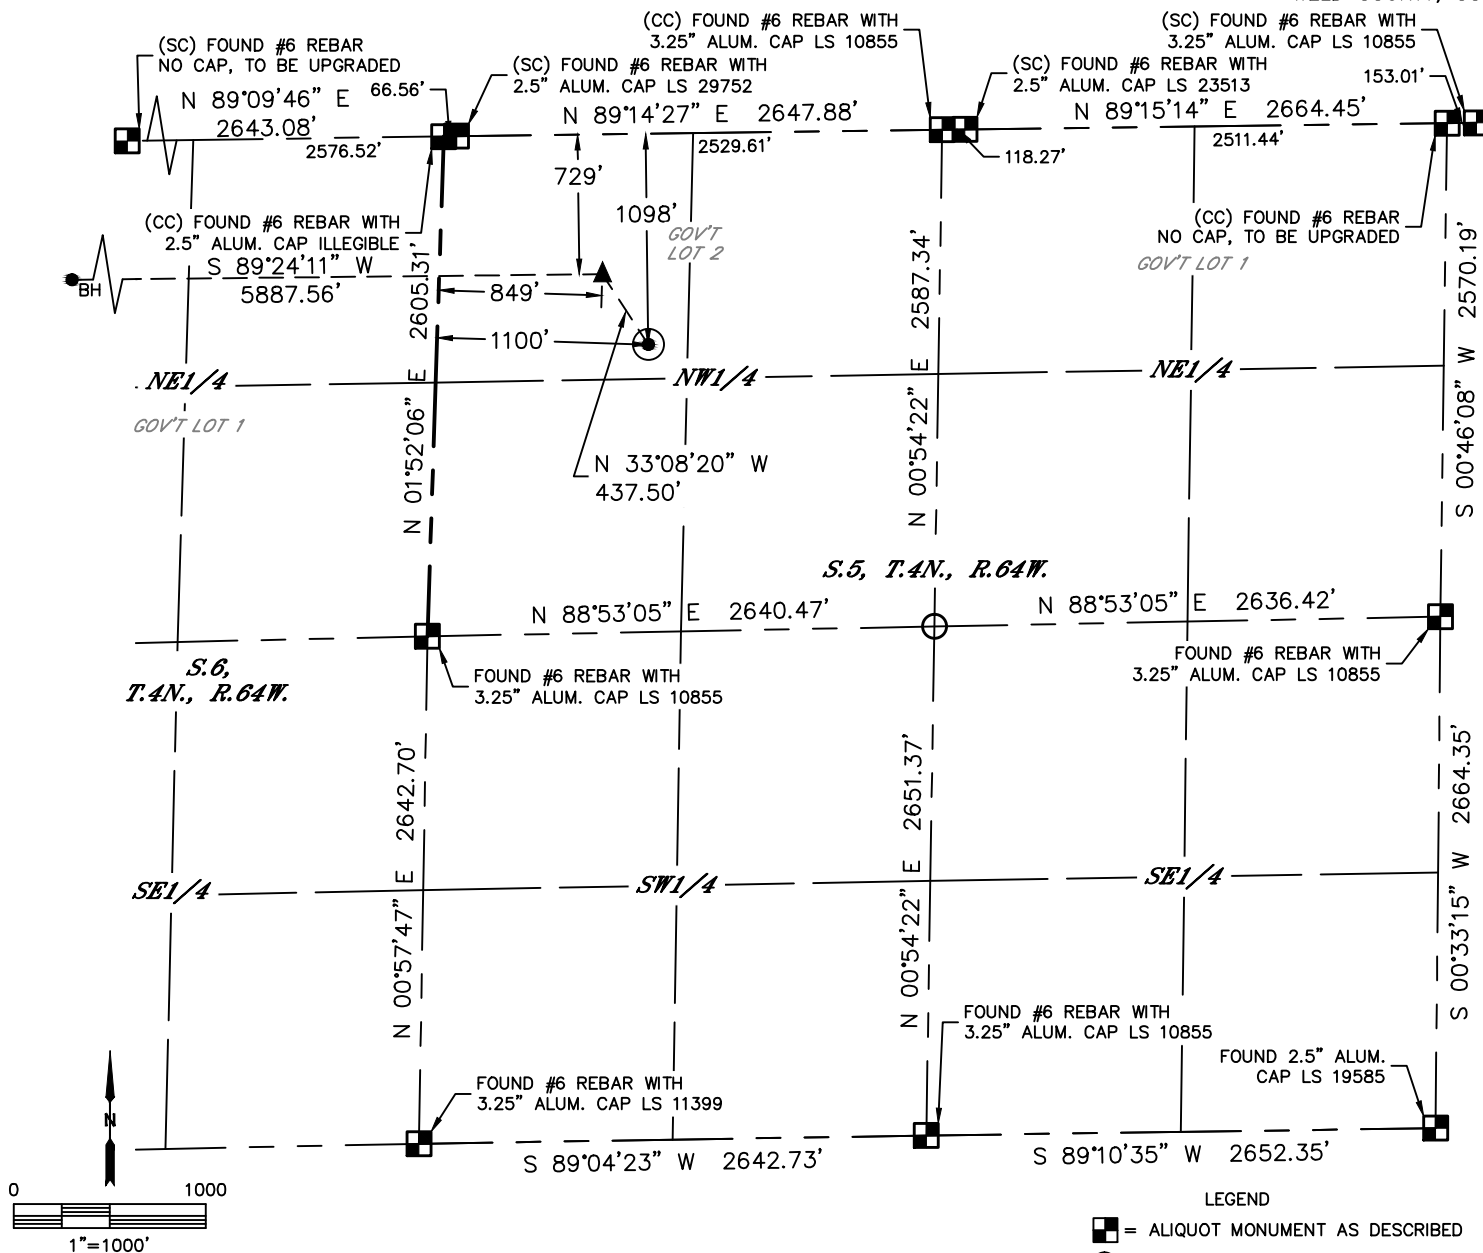 (SC) FOUND #6 REBAR
NO CAP, TO BE UPGRADED
(SC) FOUND #6 REBAR WITH
2.5" ALUM. CAP LS 29752
(CC) FOUND #6 REBAR WITH
3.25" ALUM. CAP LS 10855
(SC) FOUND #6 REBAR WITH
2.5" ALUM. CAP LS 23513
(SC) FOUND #6 REBAR WITH
3.25" ALUM. CAP LS 10855
153.01'
N 89°09'46" E
2643.08'
66.56'
2576.52'
N 89°14'27" E 2647.88'
2529.61'
118.27'
N 89°15'14" E 2664.45'
2511.44'
729'
1098'
(CC) FOUND #6 REBAR WITH
2.5" ALUM. CAP ILLEGIBLE
GOV'T
LOT 2
(CC) FOUND #6 REBAR
NO CAP, TO BE UPGRADED
GOV'T LOT 1
BH
S 89°24'11" W
5887.56'
849'
1100'
N 01°52'06" E 2605.31'
N 00°54'22" E 2587.34'
S 00°46'08" W 2570.19'
NE1/4
NW1/4
NE1/4
GOV'T LOT 1
N 33°08'20" W
437.50'
S.5, T.4N., R.64W.
N 88°53'05" E 2640.47'
N 88°53'05" E 2636.42'
S.6,
T.4N., R.64W.
FOUND #6 REBAR WITH
3.25" ALUM. CAP LS 10855
FOUND #6 REBAR WITH
3.25" ALUM. CAP LS 10855
N 00°57'47" E 2642.70'
N 00°54'22" E 2651.37'
S 00°33'15" W 2664.35'
SE1/4
SW1/4
SE1/4
FOUND #6 REBAR WITH
3.25" ALUM. CAP LS 10855
FOUND 2.5" ALUM.
CAP LS 19585
FOUND #6 REBAR WITH
3.25" ALUM. CAP LS 11399
N
S 89°04'23" W 2642.73'
S 89°10'35" W 2652.35'
0 1000
1"=1000'
LEGEND
= ALIQUOT MONUMENT AS DESCRIBED